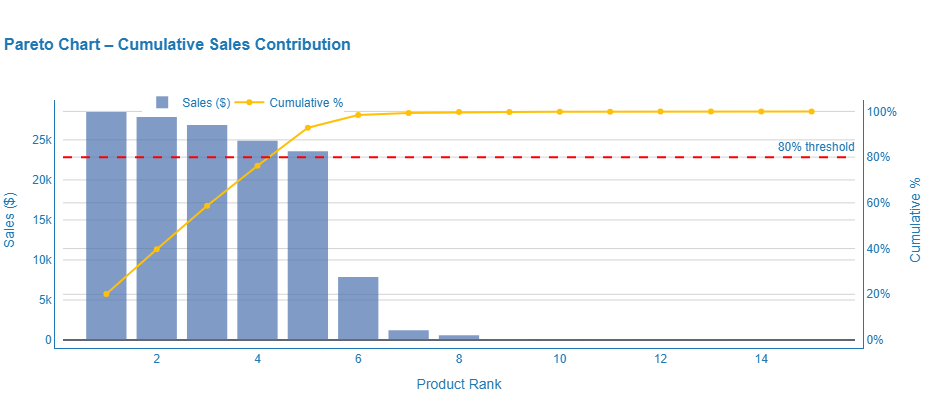 Pareto Chart – Cumulative Sales Contribution
Sales ($) Cumulative %
25k
20k
15k
10k
5k
0
Sales ($)
100%
80%
60%
40%
20%
0%
Cumulative %
80% threshold
2 4 6 8 10 12 14
Product Rank